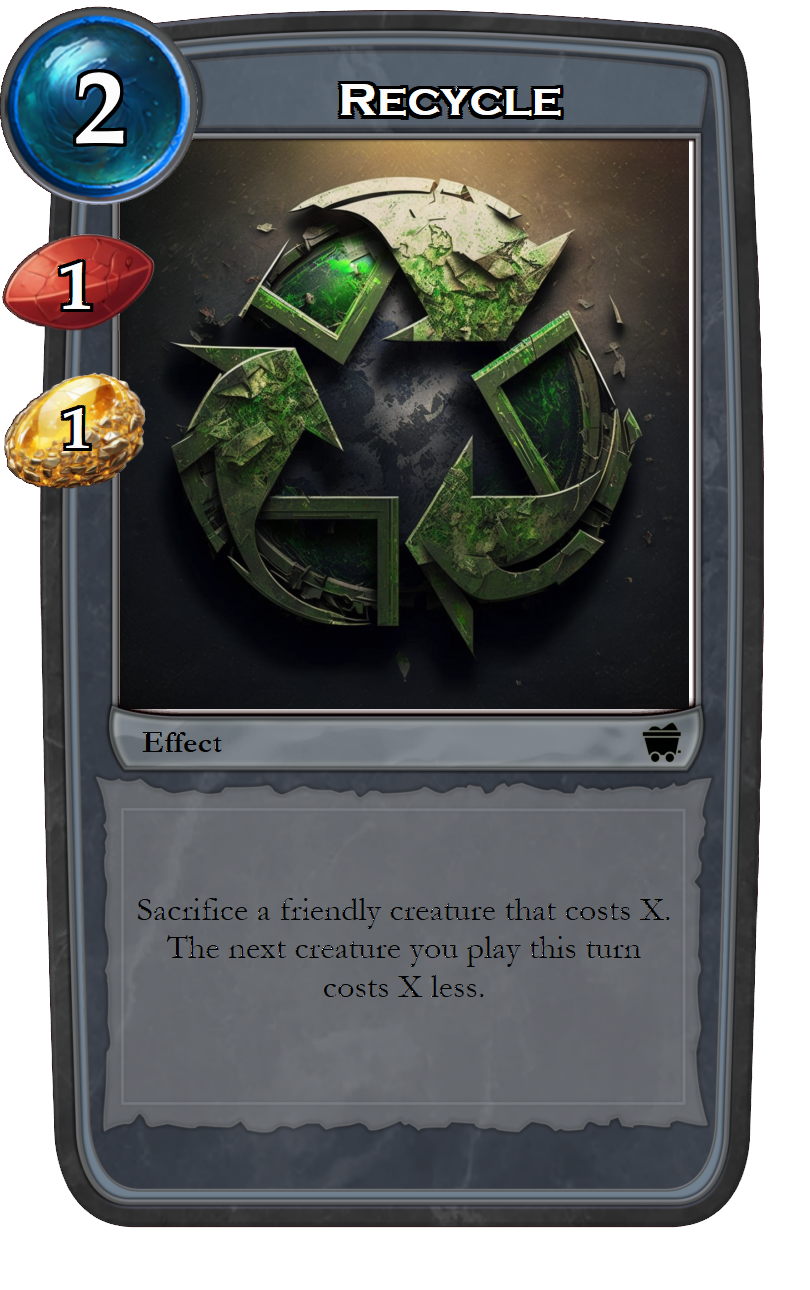 2
Recycle
1
1
Effect
Sacrifice a friendly creature that costs X.
The next creature you play this turn
costs X less.